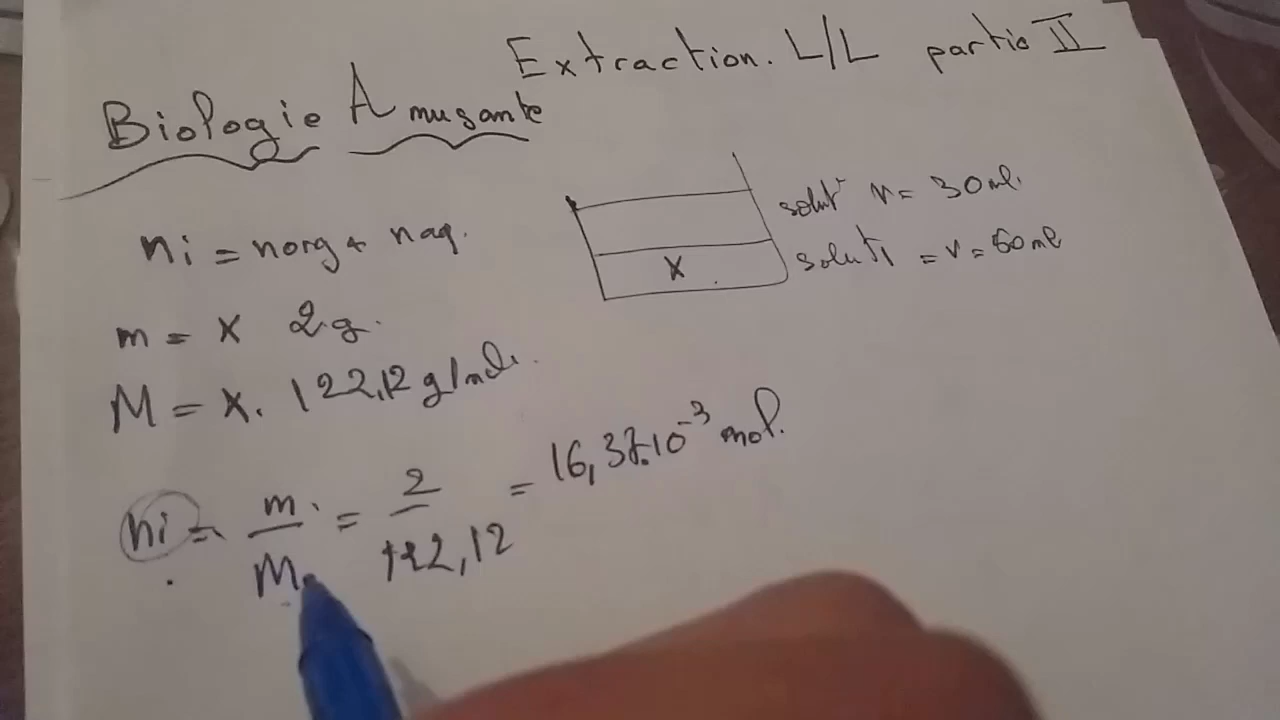 Extraction. L/L partie II
Biologie Amusante
solut° v = 30 ml.
ni = norg + naq.
solut1 = v = 60 ml
X
m = X 2g.
M = X. 122,12 g/mol.
ni = m/M = 2/122,12 = 16,37.10⁻³ mol.